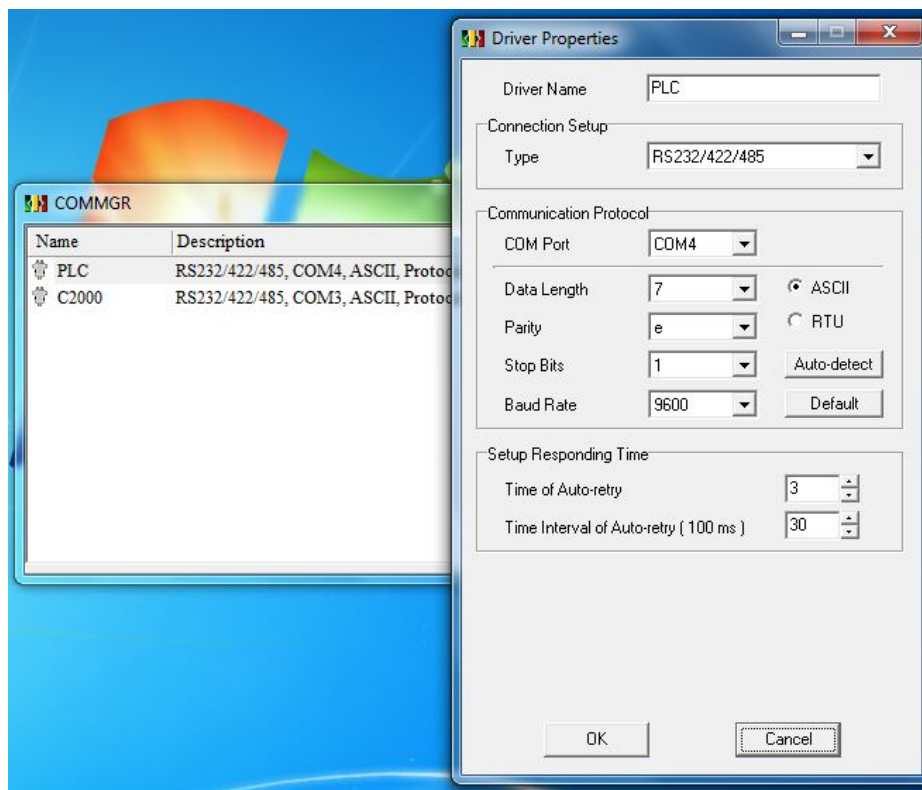 COMMGR
Name Description
PLC RS232/422/485, COM4, ASCII,
C2000 RS232/422/485, COM3, ASCII,
Driver Properties
Driver Name PLC
Connection Setup
Type RS232/422/485
Communication Protocol
COM Port COM4
Data Length 7 ASCII
Parity e RTU
Stop Bits 1 Auto-detect
Baud Rate 9600 Default
Setup Responding Time
Time of Auto-retry 3
Time Interval of Auto-retry ( 100 ms ) 30
OK Cancel